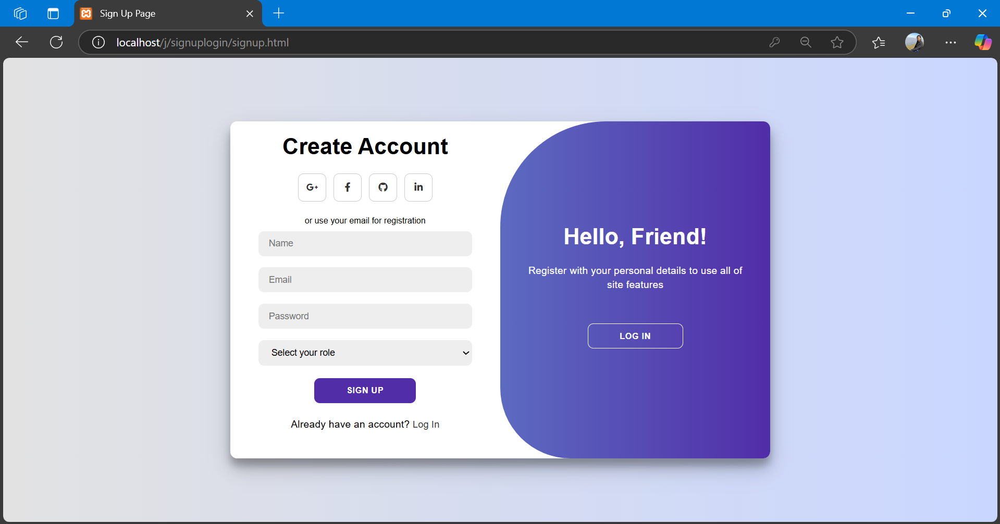 Sign Up Page
localhost/j/signuplogin/signup.html
Create Account
G+
f
in
or use your email for registration
Name
Email
Password
Select your role
SIGN UP
Already have an account? Log In
Hello, Friend!
Register with your personal details to use all of
site features
LOG IN